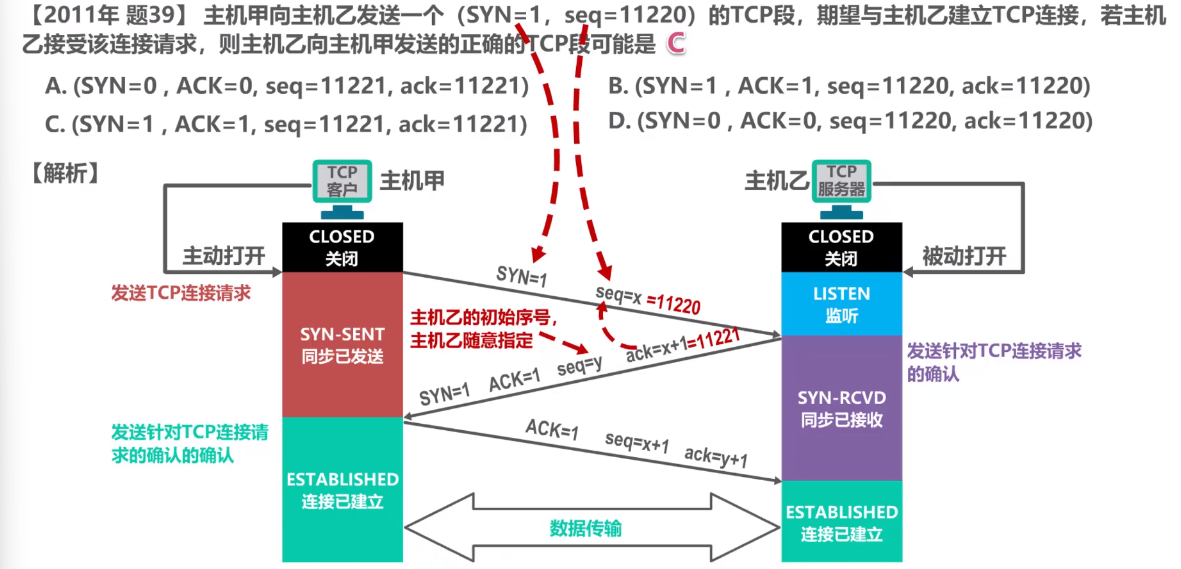 【2011年 题39】 主机甲向主机乙发送一个（SYN=1，seq=11220）的TCP段，期望与主机乙建立TCP连接，若主机
乙接受该连接请求，则主机乙向主机甲发送的正确的TCP段可能是 C
A. (SYN=0 , ACK=0, seq=11221, ack=11221)
B. (SYN=1 , ACK=1, seq=11220, ack=11220)
C. (SYN=1 , ACK=1, seq=11221, ack=11221)
D. (SYN=0 , ACK=0, seq=11220, ack=11220)
【解析】
TCP
客户
主机甲
主机乙
TCP
服务器
CLOSED
关闭
CLOSED
关闭
主动打开
被动打开
发送TCP连接请求
SYN=1 seq=x =11220
LISTEN
监听
SYN-SENT
同步已发送
主机乙的初始序号，
主机乙随意指定
SYN=1 ACK=1 seq=y ack=x+1=11221
发送针对TCP连接请求
的确认
SYN-RCVD
同步已接收
发送针对TCP连接请
求的确认的确认
ACK=1 seq=x+1 ack=y+1
ESTABLISHED
连接已建立
数据传输
ESTABLISHED
连接已建立